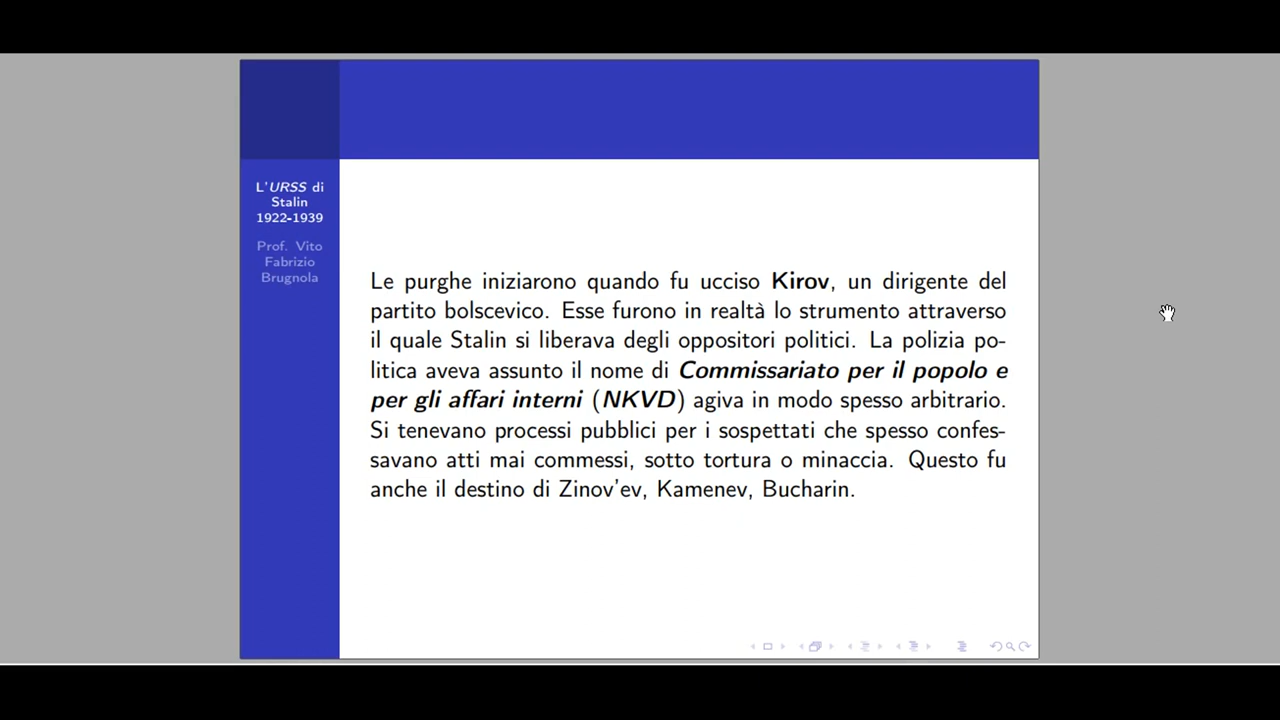 L'URSS di
Stalin
1922-1939
Prof. Vito
Fabrizio
Brugnola
Le purghe iniziarono quando fu ucciso Kirov, un dirigente del
partito bolscevico. Esse furono in realtà lo strumento attraverso
il quale Stalin si liberava degli oppositori politici. La polizia po-
litica aveva assunto il nome di Commissariato per il popolo e
per gli affari interni (NKVD) agiva in modo spesso arbitrario.
Si tenevano processi pubblici per i sospettati che spesso confes-
savano atti mai commessi, sotto tortura o minaccia. Questo fu
anche il destino di Zinov'ev, Kamenev, Bucharin.